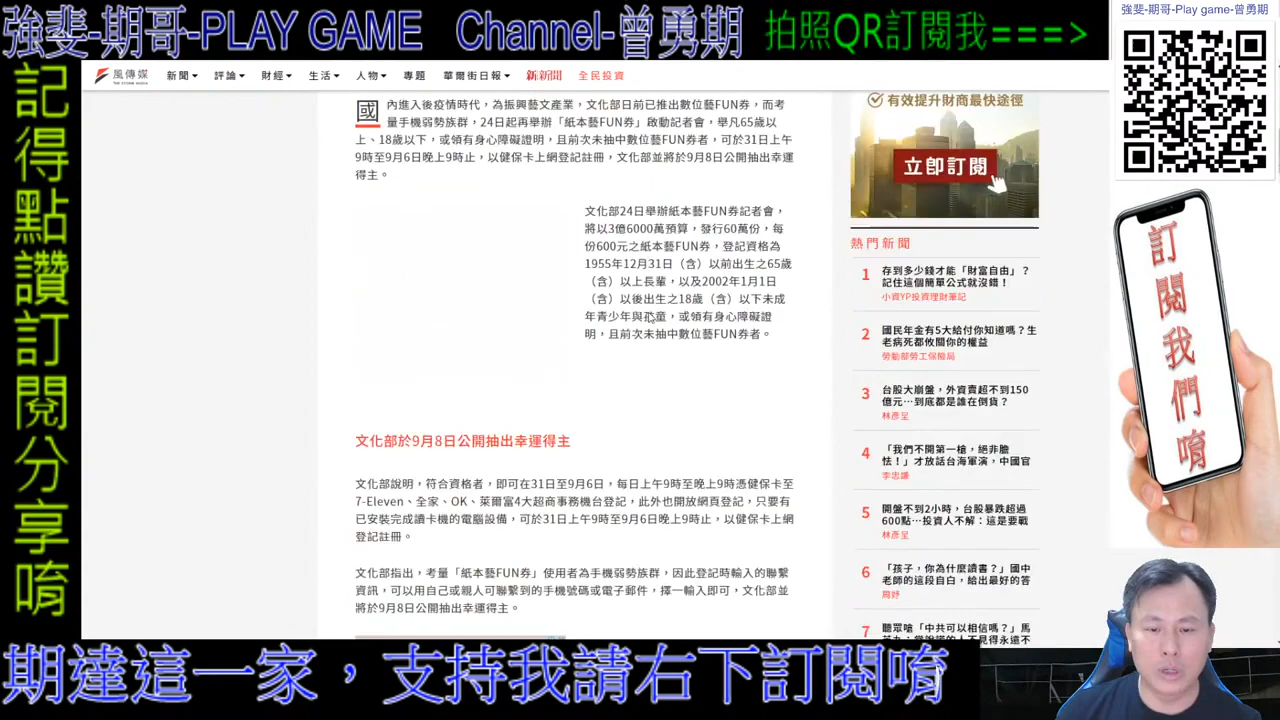 強斐-期哥-PLAY GAME Channel-曾勇期
拍照QR訂閱我===>
強斐-期哥-Play game-曾勇期
記得點讚訂閱分享唷
風傳媒
THE STORM MEDIA
新聞 評論 財經 生活 人物 專題 華爾街日報 新新聞 全民投資
國內進入後疫情時代，為振興藝文產業，文化部日前已推出數位藝FUN券，而考
量手機弱勢族群，24日起再舉辦「紙本藝FUN券」啟動記者會，舉凡65歲以
上、18歲以下，或領有身心障礙證明，且前次未抽中數位藝FUN券者，可於31日上午
9時至9月6日晚上9時止，以健保卡上網登記註冊，文化部並將於9月8日公開抽出幸運
得主。
文化部24日舉辦紙本藝FUN券記者會，
將以3億6000萬預算，發行60萬份，每
份600元之紙本藝FUN券，登記資格為
1955年12月31日（含）以前出生之65歲
（含）以上長輩，以及2002年1月1日
（含）以後出生之18歲（含）以下未成
年青少年與孩童，或領有身心障礙證
明，且前次未抽中數位藝FUN券者。
文化部於9月8日公開抽出幸運得主
文化部說明，符合資格者，即可在31日至9月6日，每日上午9時至晚上9時憑健保卡至
7-Eleven、全家、OK、萊爾富4大超商事務機台登記，此外也開放網頁登記，只要有
已安裝完成讀卡機的電腦設備，可於31日上午9時至9月6日晚上9時止，以健保卡上網
登記註冊。
文化部指出，考量「紙本藝FUN券」使用者為手機弱勢族群，因此登記時輸入的聯繫
資訊，可以用自己或親人可聯繫到的手機號碼或電子郵件，擇一輸入即可，文化部並
將於9月8日公開抽出幸運得主。
有效提升財商最快途徑
立即訂閱
熱門新聞
1 存到多少錢才能「財富自由」？
記住這個簡單公式就沒錯！
小資YP投資理財筆記
2 國民年金有5大給付你知道嗎？生
老病死都攸關你的權益
勞動部勞工保險局
3 台股大崩盤，外資賣超不到150
億元…到底都是誰在倒貨？
林彥呈
4 「我們不開第一槍，絕非膽
怯！」才放話台海軍演，中國官
李忠謙
5 開盤不到2小時，台股暴跌超過
600點…投資人不解：這是要戰
林彥呈
6 「孩子，你為什麼讀書？」國中
老師的這段自白，給出最好的答
周妤
7 聽眾嗆「中共可以相信嗎？」馬
訂閱我們唷
期達這一家，支持我請右下訂閱唷